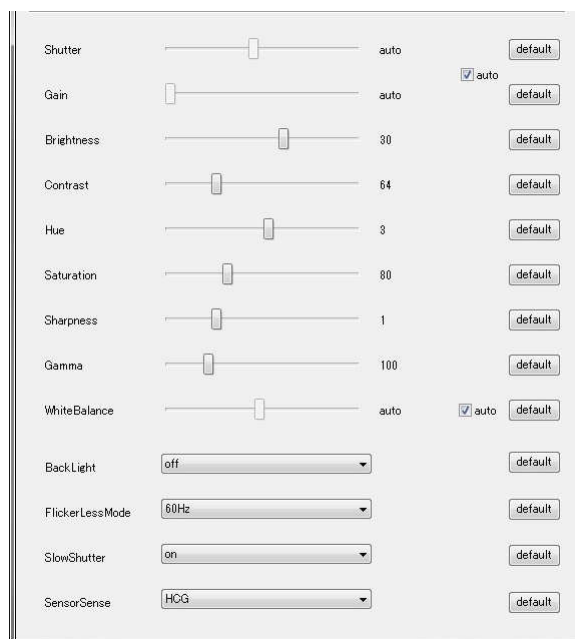 Shutter auto default
auto
Gain auto default
Brightness 30 default
Contrast 64 default
Hue 3 default
Saturation 80 default
Sharpness 1 default
Gamma 100 default
WhiteBalance auto auto default
BackLight off default
FlickerLessMode 60Hz default
SlowShutter on default
SensorSense HCG default